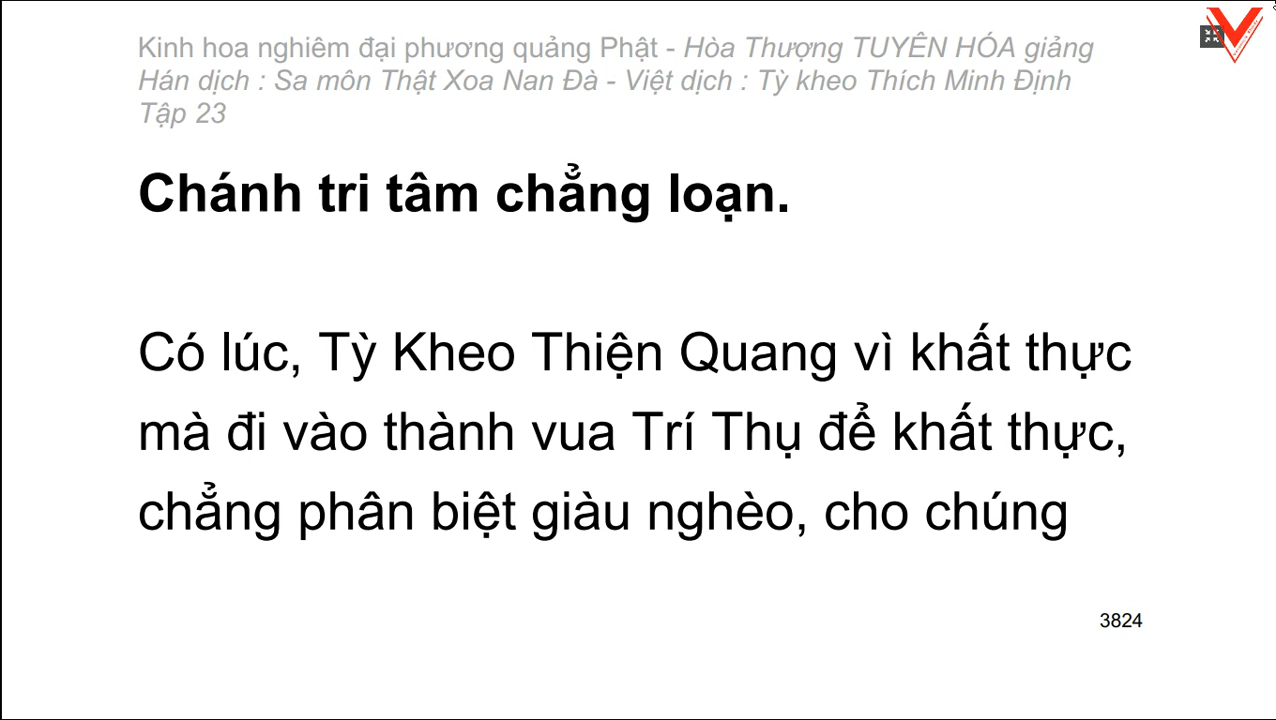 Kinh hoa nghiêm đại phương quảng Phật - Hòa Thượng TUYÊN HÓA giảng
Hán dịch : Sa môn Thật Xoa Nan Đà - Việt dịch : Tỳ kheo Thích Minh Định
Tập 23
Chánh tri tâm chẳng loạn.
Có lúc, Tỳ Kheo Thiện Quang vì khất thực
mà đi vào thành vua Trí Thụ để khất thực,
chẳng phân biệt giàu nghèo, cho chúng
3824